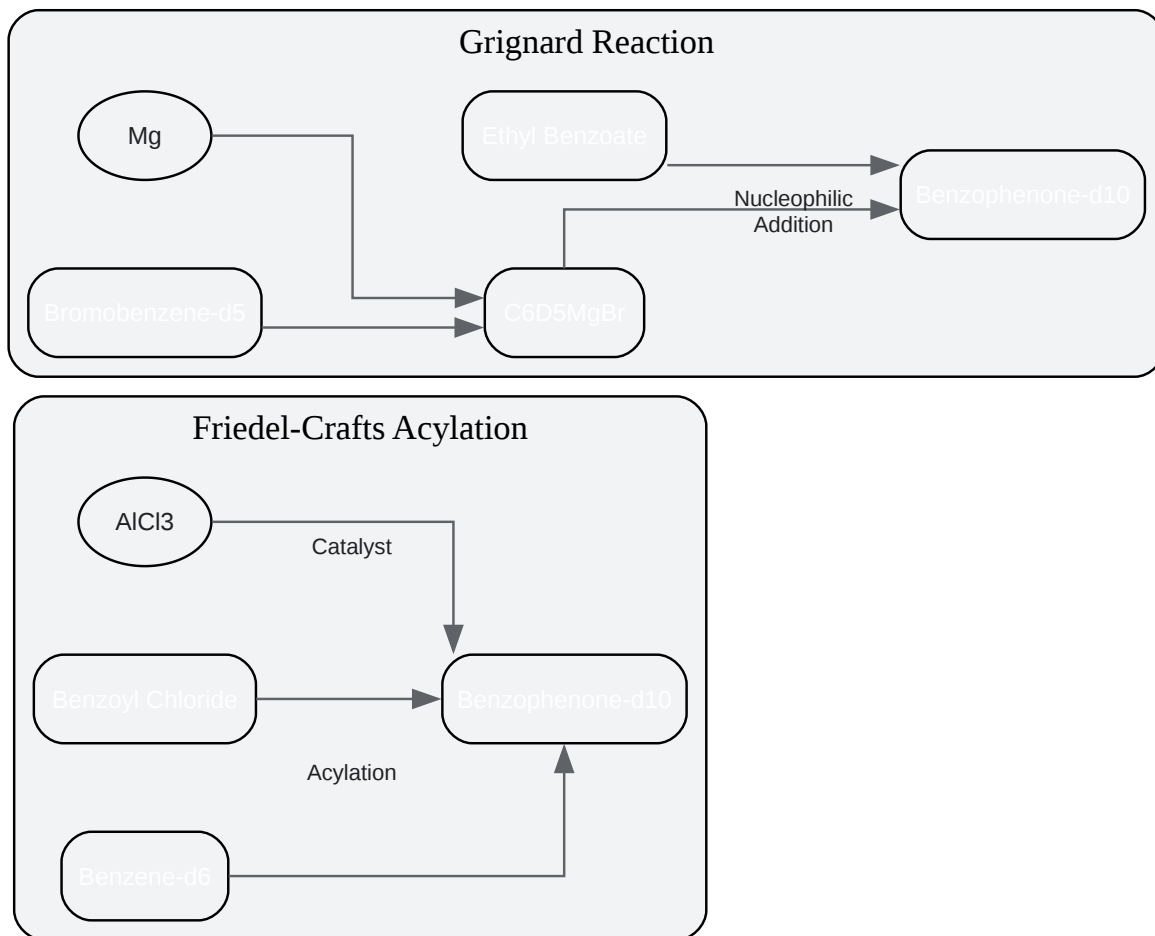 Grignard Reaction
Mg
Ethyl Benzoate
Benzophenone-d10
Nucleophilic
Addition
Bromobenzene-d5
C6D5MgBr
Friedel-Crafts Acylation
AlCl3
Catalyst
Benzoyl Chloride
Benzophenone-d10
Acylation
Benzene-d6